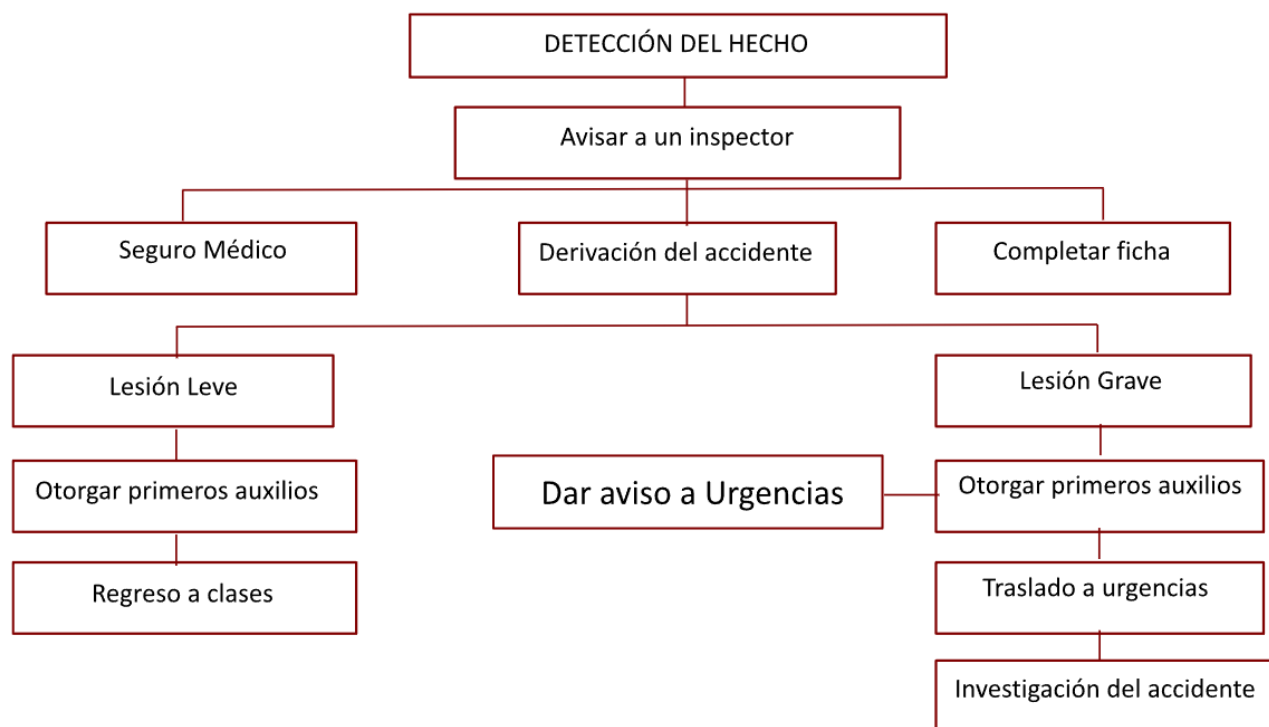 DETECCIÓN DEL HECHO
Avisar a un inspector
Seguro Médico
Derivación del accidente
Completar ficha
Lesión Leve
Lesión Grave
Otorgar primeros auxilios
Dar aviso a Urgencias
Otorgar primeros auxilios
Regreso a clases
Traslado a urgencias
Investigación del accidente